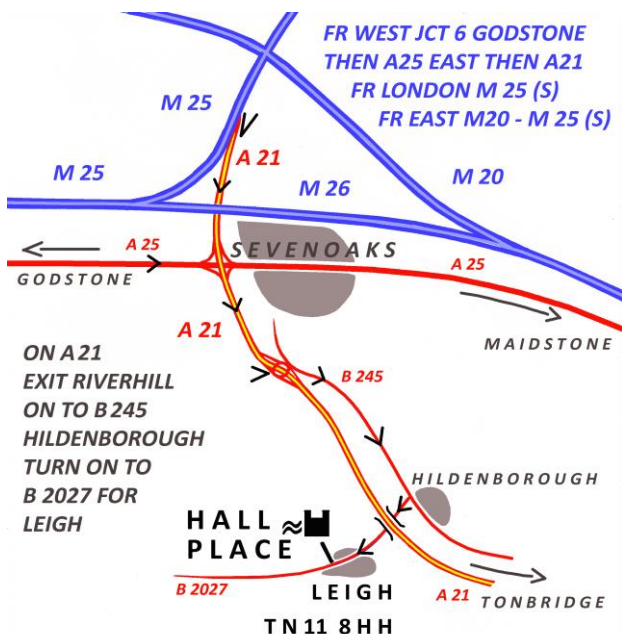 FR WEST JCT 6 GODSTONE
THEN A25 EAST THEN A21
FR LONDON M 25 (S)
FR EAST M20 - M 25 (S)
M 25
A 21
M 25
M 26
M 20
SEVENOAKS
A 25
GODSTONE
A 25
MAIDSTONE
A 21
ON A21
EXIT RIVERHILL
ON TO B245
HILDENBOROUGH
TURN ON TO
B 2027 FOR
LEIGH
B 245
HILDENBOROUGH
HALL
PLACE
B 2027
LEIGH
A 21
TONBRIDGE
TN11 8HH